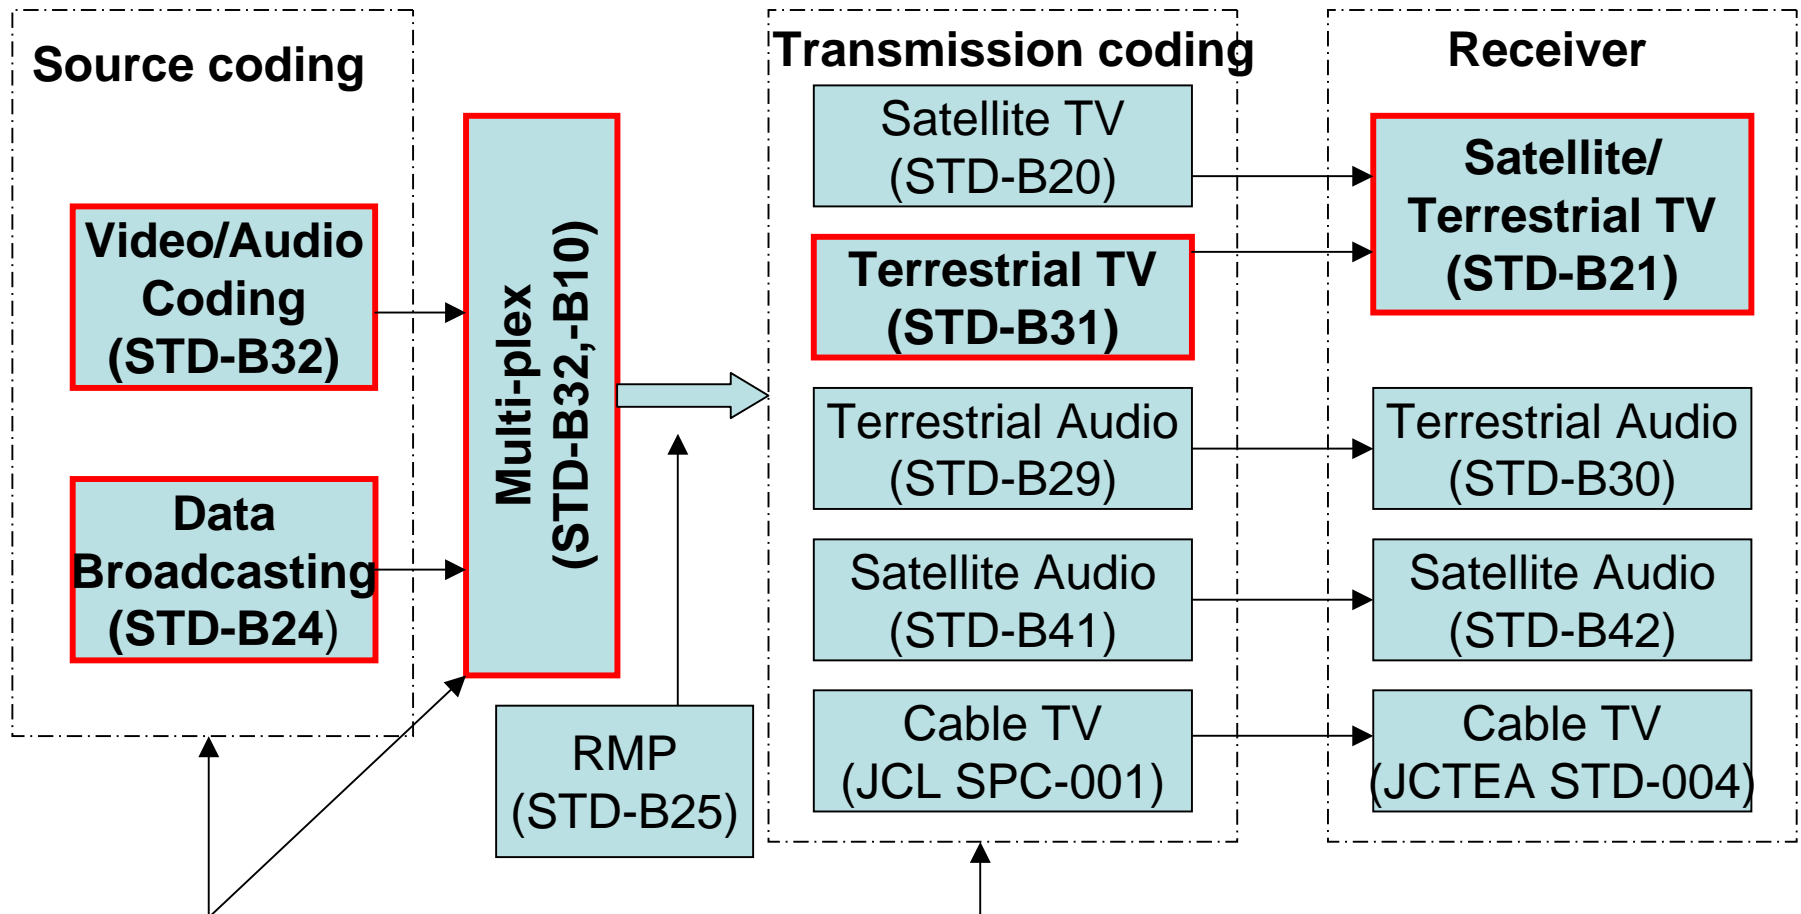 Source coding
Video/Audio
Coding
(STD-B32)
Data
Broadcasting
(STD-B24)
Multi-plex
(STD-B32,-B10)
RMP
(STD-B25)
Transmission coding
Satellite TV
(STD-B20)
Terrestrial TV
(STD-B31)
Terrestrial Audio
(STD-B29)
Satellite Audio
(STD-B41)
Cable TV
(JCL SPC-001)
Receiver
Satellite/
Terrestrial TV
(STD-B21)
Terrestrial Audio
(STD-B30)
Satellite Audio
(STD-B42)
Cable TV
(JCTEA STD-004)